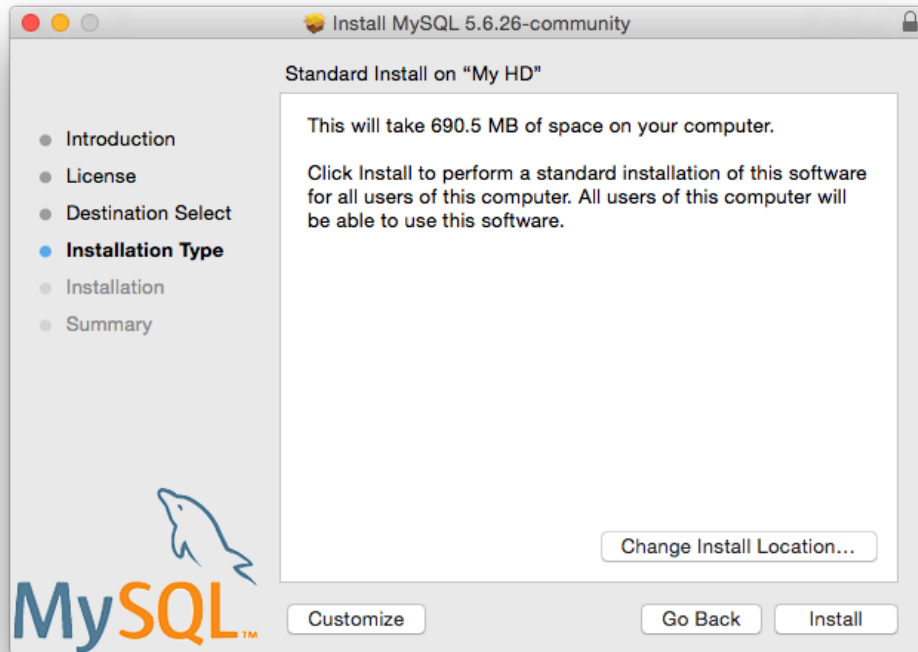 Install MySQL 5.6.26-community
Standard Install on “My HD”
Introduction
License
Destination Select
Installation Type
Installation
Summary
This will take 690.5 MB of space on your computer.
Click Install to perform a standard installation of this software
for all users of this computer. All users of this computer will
be able to use this software.
Change Install Location...
MySQL™
Customize
Go Back
Install